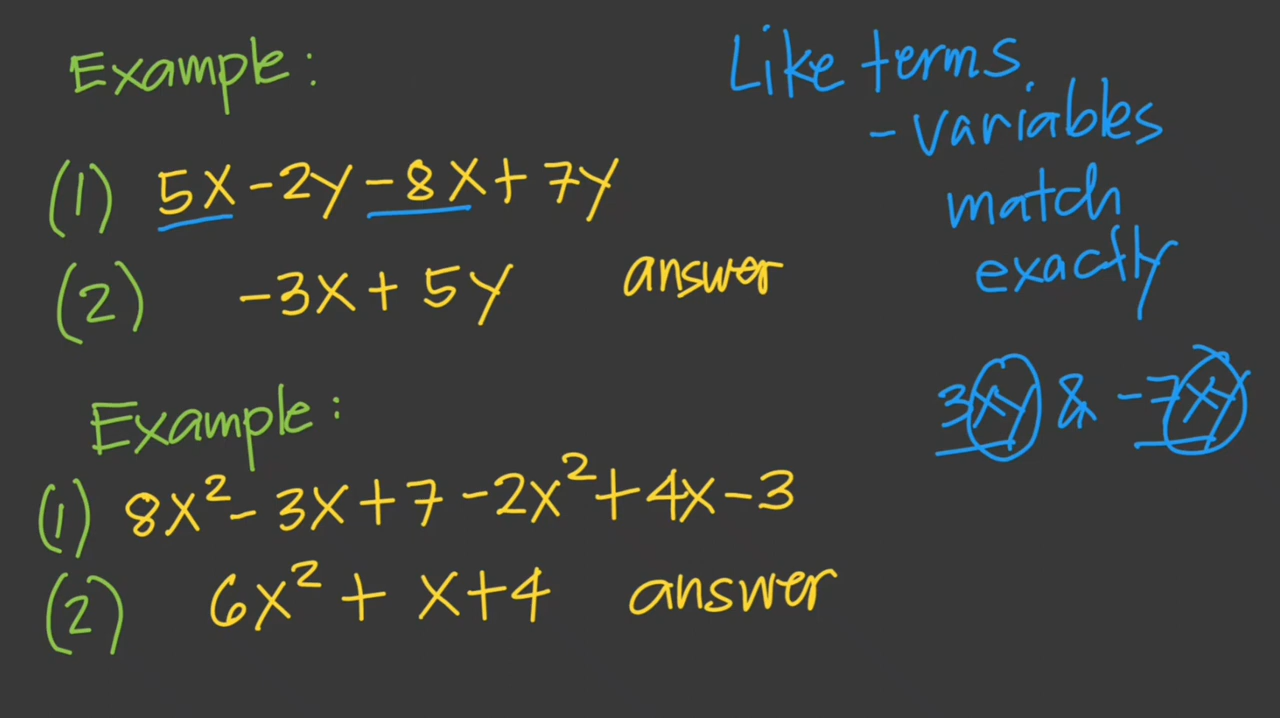 Example:
(1) 5x - 2y - 8x + 7y
(2) -3x + 5y answer
Example:
(1) 8x² - 3x + 7 - 2x² + 4x - 3
(2) 6x² + x + 4 answer
Like terms
- variables
match
exactly
3xy & -7xy